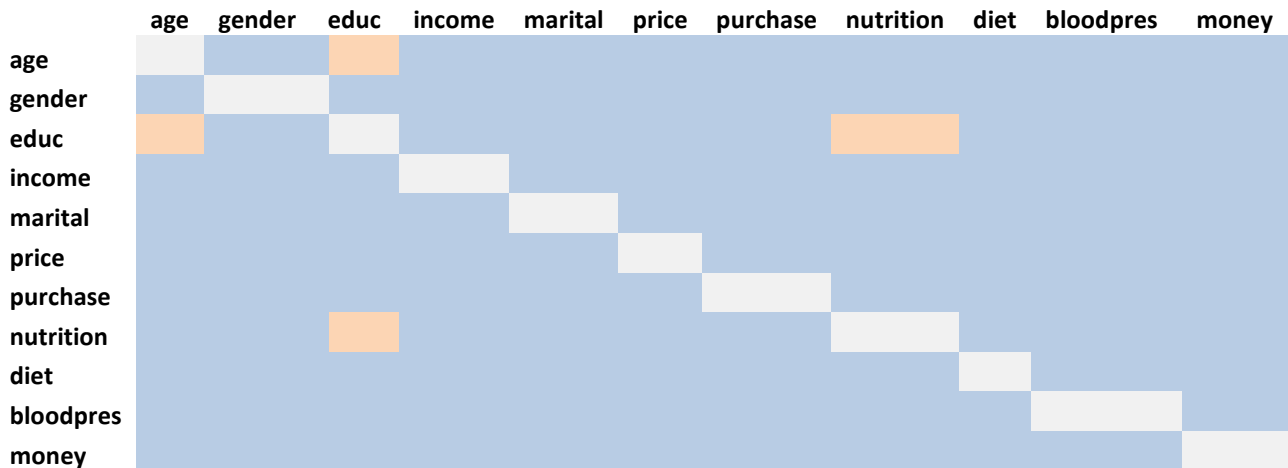 age gender educ income marital price purchase nutrition diet bloodpres money
age
gender
educ
income
marital
price
purchase
nutrition
diet
bloodpres
money